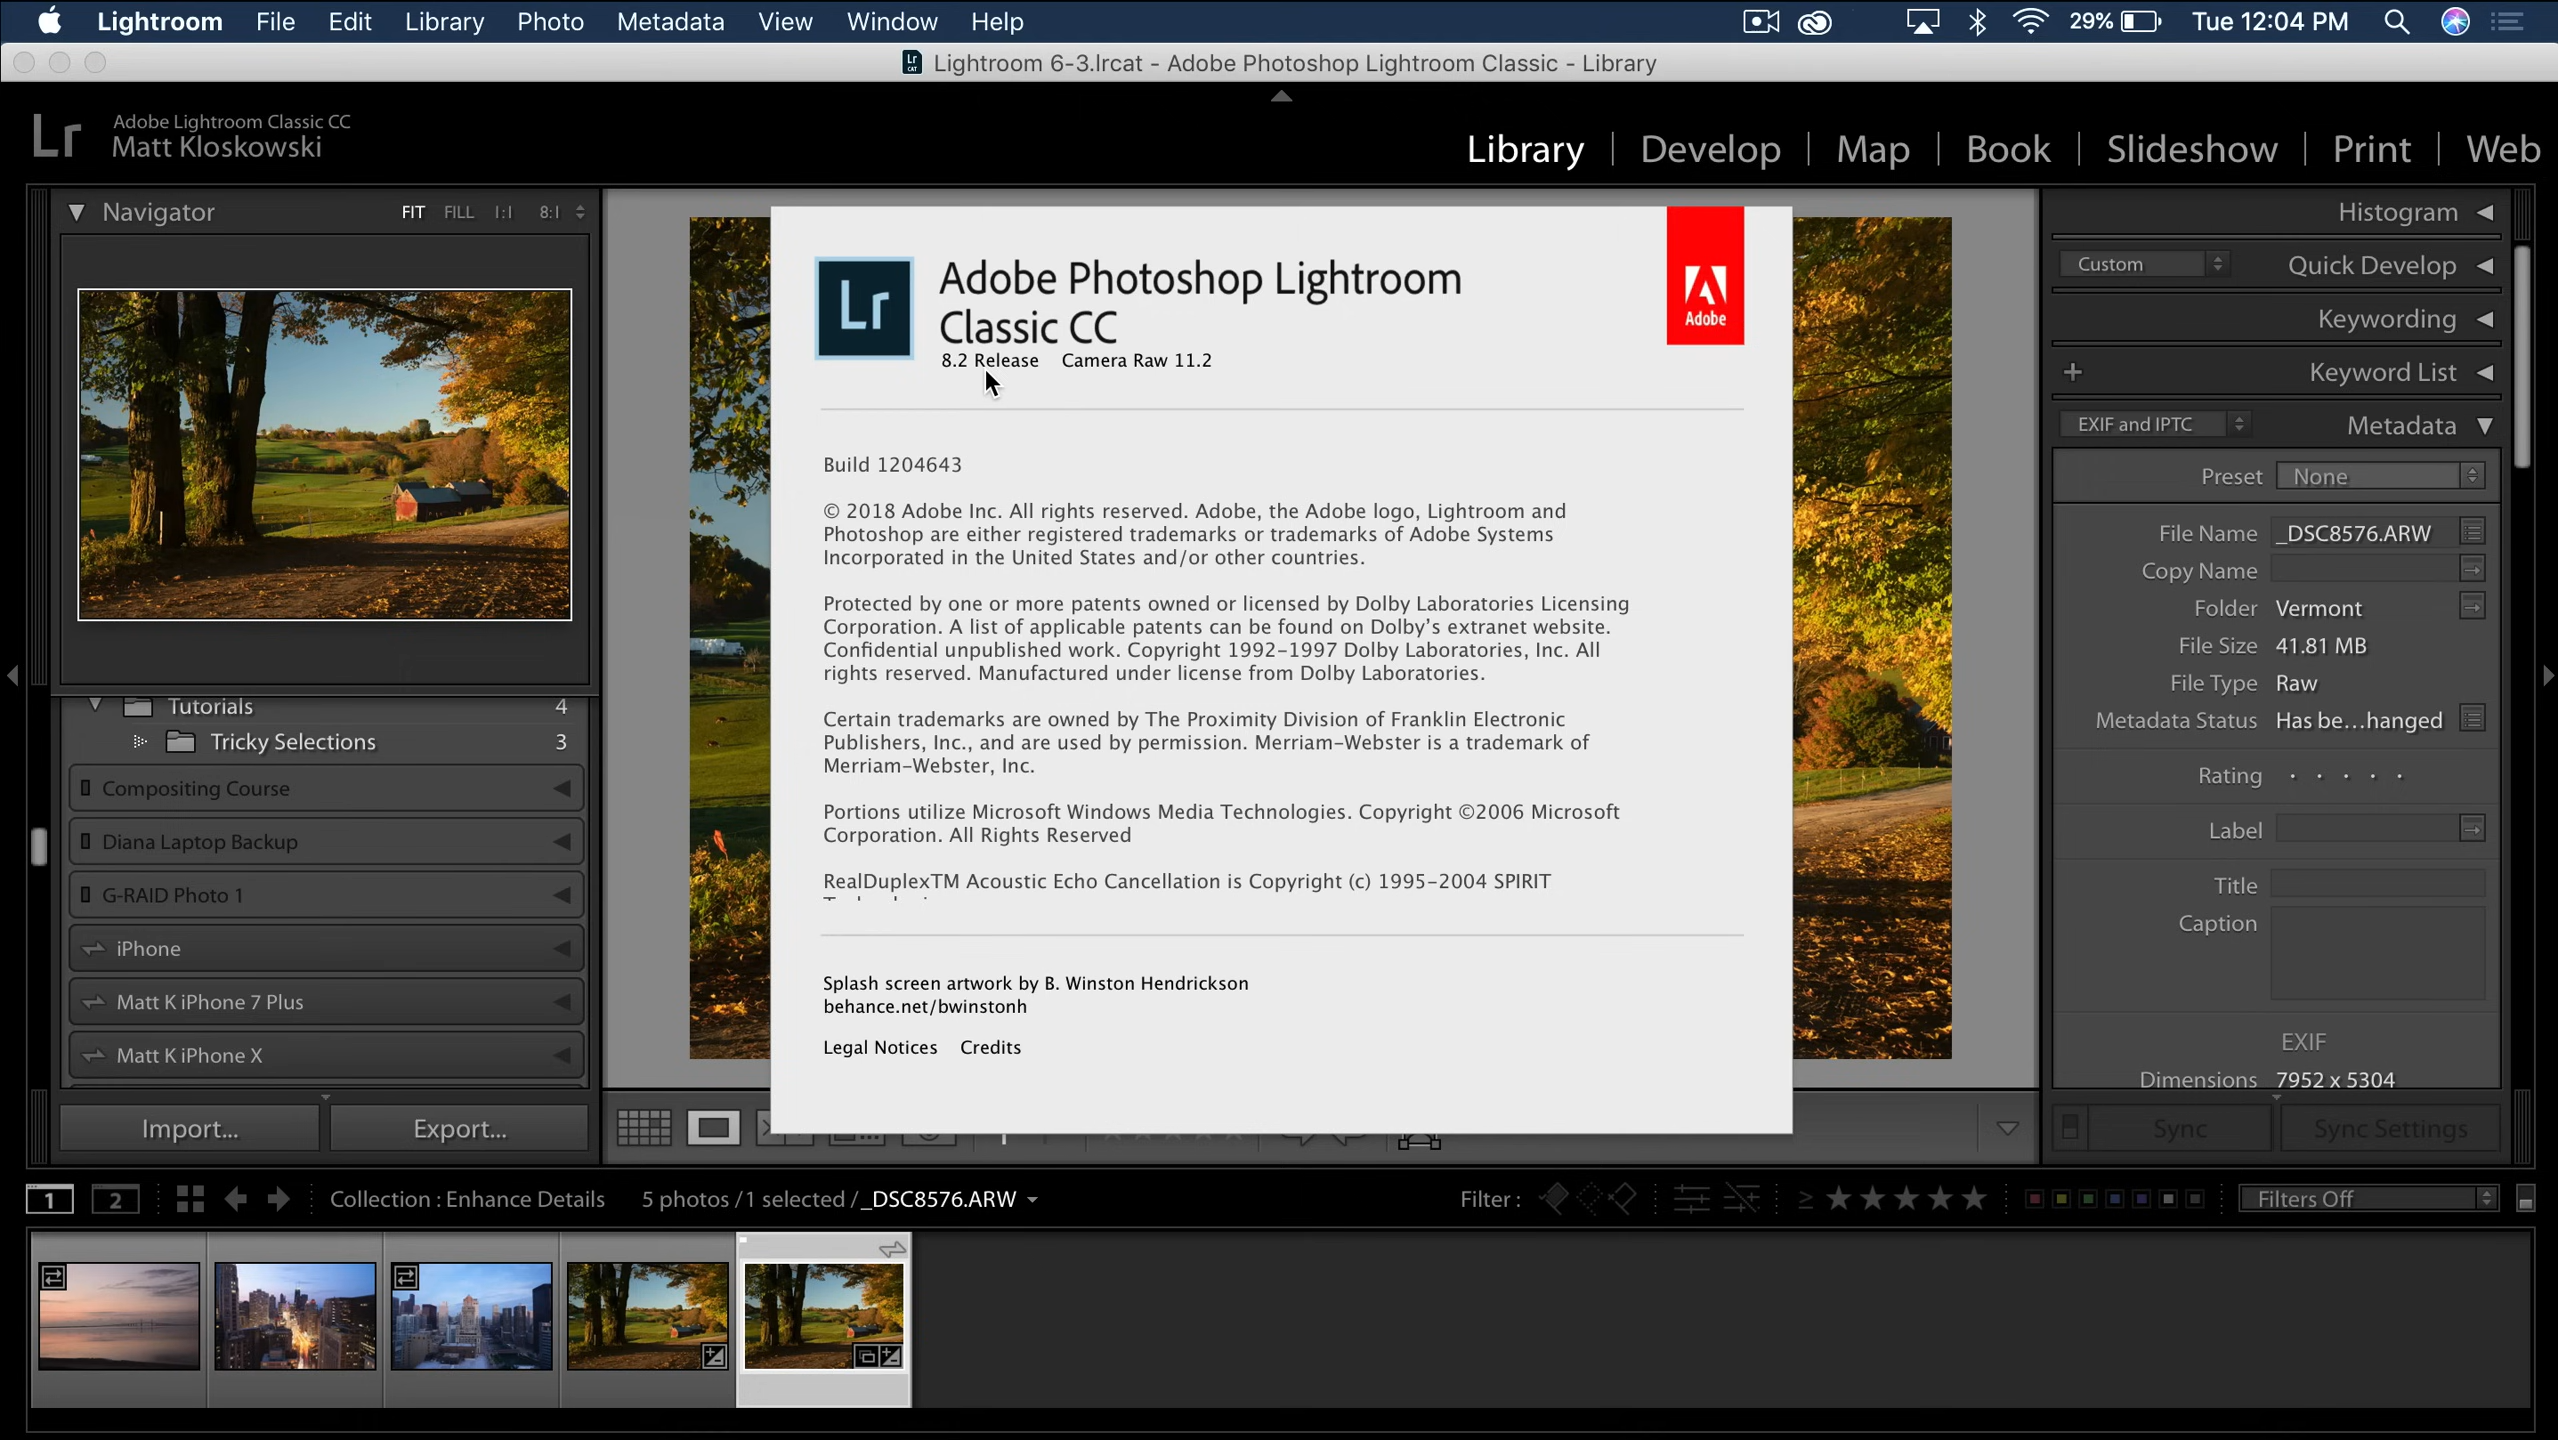 Lightroom File Edit Library Photo Metadata View Window Help 29% Tue 12:04 PM
Lr Lightroom 6-3.lrcat - Adobe Photoshop Lightroom Classic - Library
Lr Adobe Lightroom Classic CC
Matt Kloskowski
Library Develop Map Book Slideshow Print Web
Navigator FIT FILL 1:1 8:1
Tutorials 4
Tricky Selections 3
Compositing Course
Diana Laptop Backup
G-RAID Photo 1
iPhone
Matt K iPhone 7 Plus
Matt K iPhone X
Import... Export...
Lr Adobe Photoshop Lightroom
Classic CC
8.2 Release Camera Raw 11.2
Adobe
Build 1204643
© 2018 Adobe Inc. All rights reserved. Adobe, the Adobe logo, Lightroom and
Photoshop are either registered trademarks or trademarks of Adobe Systems
Incorporated in the United States and/or other countries.
Protected by one or more patents owned or licensed by Dolby Laboratories Licensing
Corporation. A list of applicable patents can be found on Dolby's extranet website.
Confidential unpublished work. Copyright 1992-1997 Dolby Laboratories, Inc. All
rights reserved. Manufactured under license from Dolby Laboratories.
Certain trademarks are owned by The Proximity Division of Franklin Electronic
Publishers, Inc., and are used by permission. Merriam-Webster is a trademark of
Merriam-Webster, Inc.
Portions utilize Microsoft Windows Media Technologies. Copyright ©2006 Microsoft
Corporation. All Rights Reserved
RealDuplexTM Acoustic Echo Cancellation is Copyright (c) 1995-2004 SPIRIT
Splash screen artwork by B. Winston Hendrickson
behance.net/bwinstonh
Legal Notices Credits
Histogram
Custom Quick Develop
Keywording
+ Keyword List
EXIF and IPTC Metadata
Preset None
File Name _DSC8576.ARW
Copy Name
Folder Vermont
File Size 41.81 MB
File Type Raw
Metadata Status Has be...hanged
Rating
Label
Title
Caption
EXIF
Dimensions 7952 x 5304
Sync Sync Settings
1 2 Collection : Enhance Details 5 photos / 1 selected / _DSC8576.ARW Filter : ≥ Filters Off